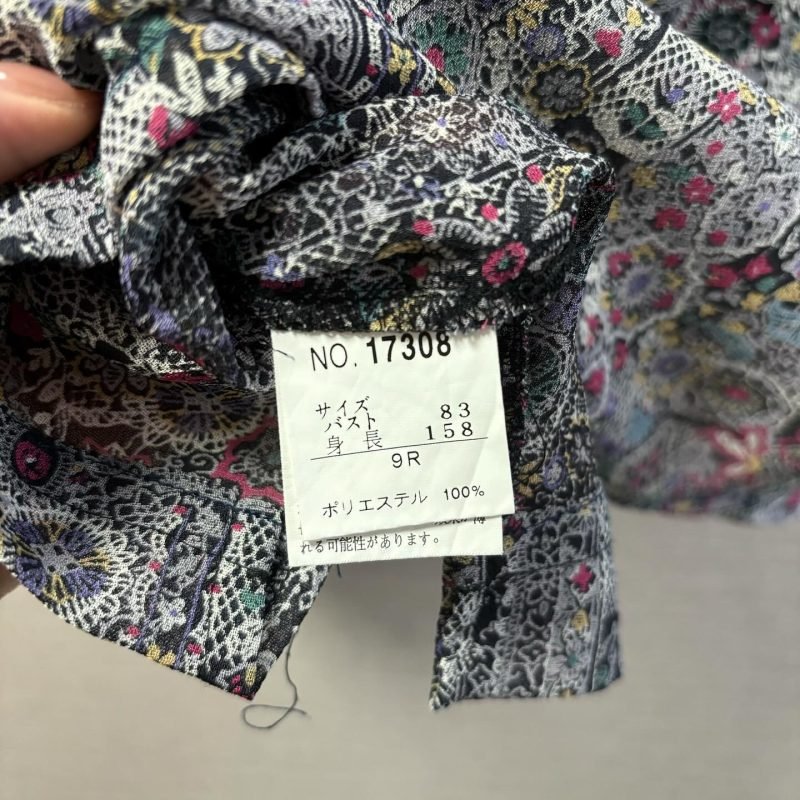 NO. 17308
サイズ
バスト 83
身長 158
9R
ポリエステル 100%
れる可能性があります。